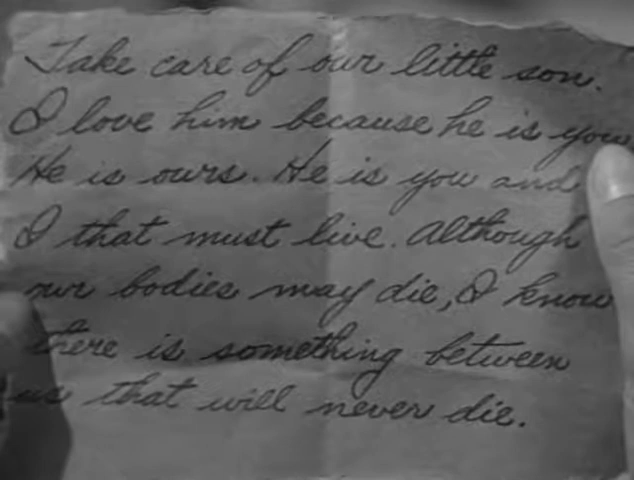 Take care of our little son.
I love him because he is you
He is ours. He is you and
I that must live. Although
our bodies may die, I know
there is something between
us that will never die.